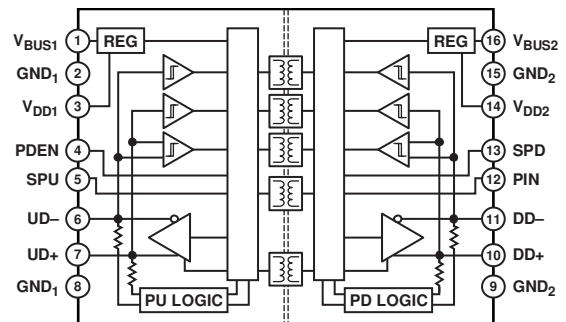 VBUS1 1 REG REG 16 VBUS2
GND1 2 15 GND2
VDD1 3 14 VDD2
PDEN 4 13 SPD
SPU 5 12 PIN
UD– 6 11 DD–
UD+ 7 10 DD+
GND1 8 PU LOGIC PD LOGIC 9 GND2